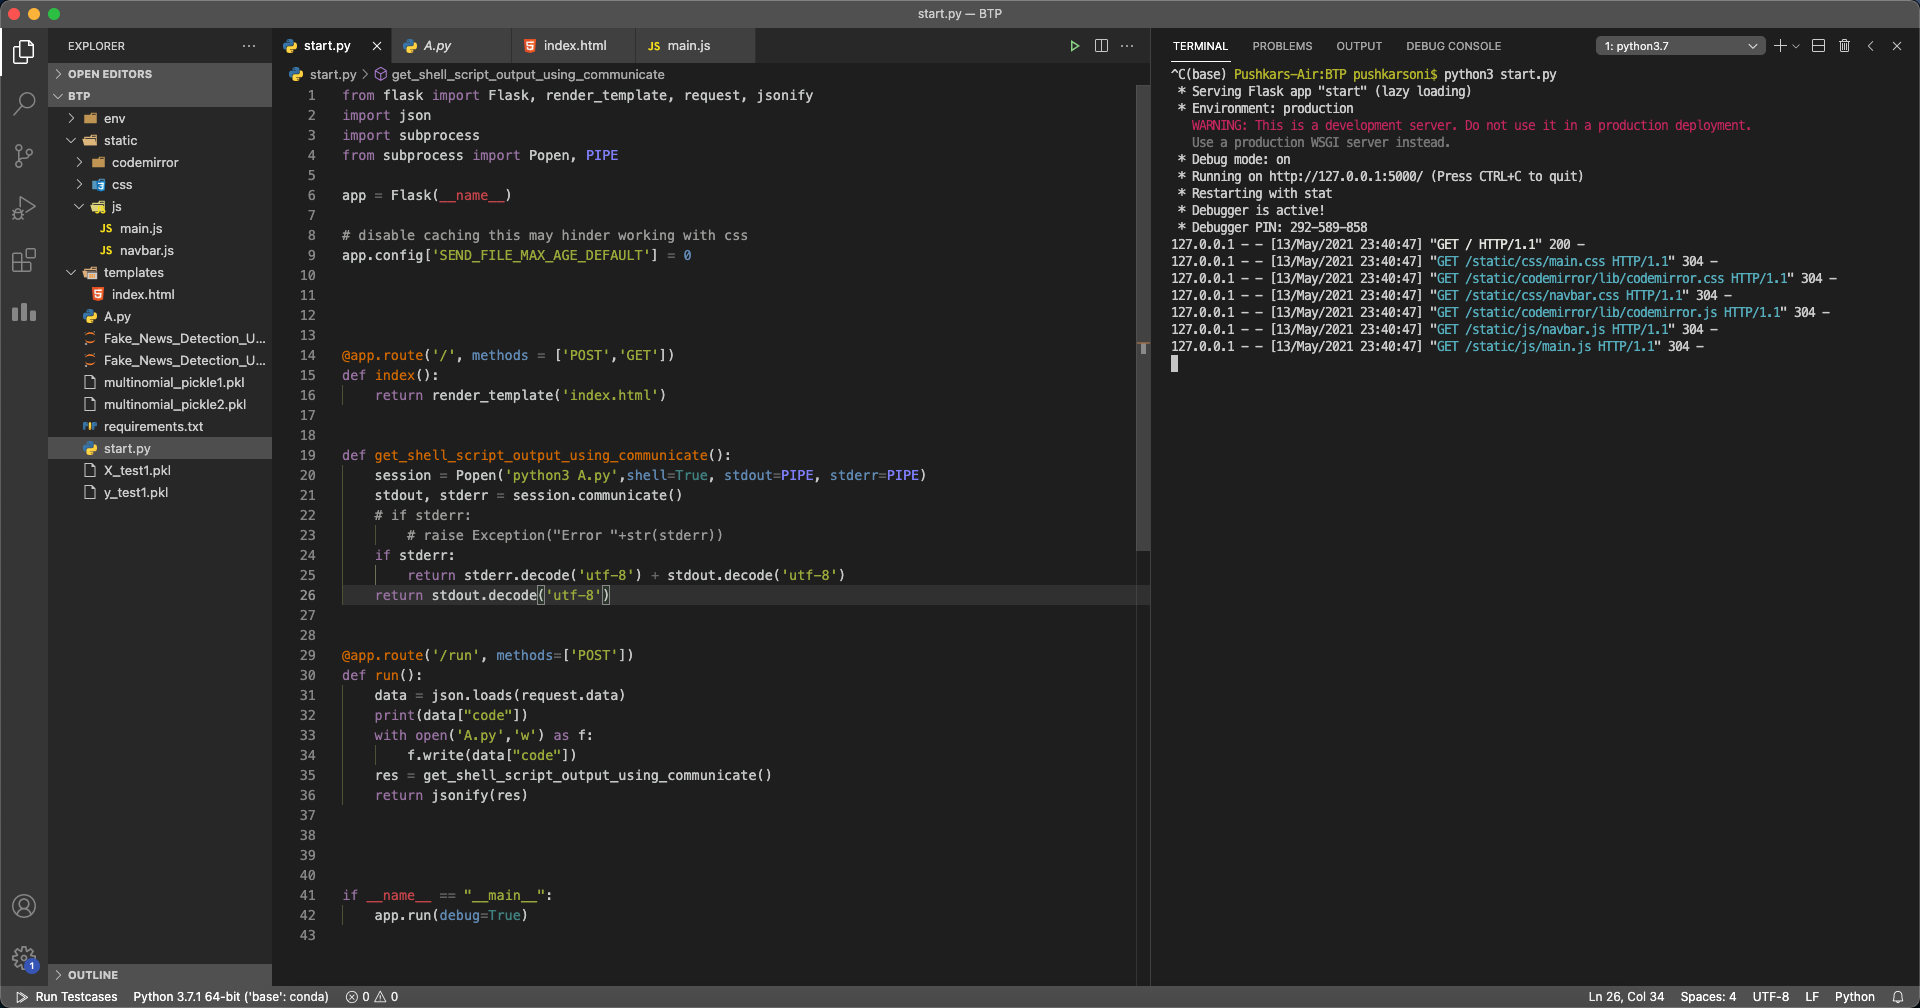 start.py — BTP
EXPLORER
OPEN EDITORS
BTP
env
static
codemirror
css
js
JS main.js
JS navbar.js
templates
index.html
A.py
Fake_News_Detection_U...
Fake_News_Detection_U...
multinomial_pickle1.pkl
multinomial_pickle2.pkl
requirements.txt
start.py
X_test1.pkl
y_test1.pkl
OUTLINE
start.py A.py index.html JS main.js
start.py > get_shell_script_output_using_communicate
1 from flask import Flask, render_template, request, jsonify
2 import json
3 import subprocess
4 from subprocess import Popen, PIPE
5
6 app = Flask(__name__)
7
8 # disable caching this may hinder working with css
9 app.config['SEND_FILE_MAX_AGE_DEFAULT'] = 0
10
11
12
13
14 @app.route('/', methods = ['POST','GET'])
15 def index():
16     return render_template('index.html')
17
18
19 def get_shell_script_output_using_communicate():
20     session = Popen('python3 A.py',shell=True, stdout=PIPE, stderr=PIPE)
21     stdout, stderr = session.communicate()
22     # if stderr:
23         # raise Exception("Error "+str(stderr))
24     if stderr:
25         return stderr.decode('utf-8') + stdout.decode('utf-8')
26     return stdout.decode('utf-8')
27
28
29 @app.route('/run', methods=['POST'])
30 def run():
31     data = json.loads(request.data)
32     print(data["code"])
33     with open('A.py','w') as f:
34         f.write(data["code"])
35     res = get_shell_script_output_using_communicate()
36     return jsonify(res)
37
38
39
40
41 if __name__ == "__main__":
42     app.run(debug=True)
43
TERMINAL PROBLEMS OUTPUT DEBUG CONSOLE 1: python3.7
^C(base) Pushkars-Air:BTP pushkarsoni$ python3 start.py
* Serving Flask app "start" (lazy loading)
* Environment: production
WARNING: This is a development server. Do not use it in a production deployment.
Use a production WSGI server instead.
* Debug mode: on
* Running on http://127.0.0.1:5000/ (Press CTRL+C to quit)
* Restarting with stat
* Debugger is active!
* Debugger PIN: 292-589-858
127.0.0.1 - - [13/May/2021 23:40:47] "GET / HTTP/1.1" 200 -
127.0.0.1 - - [13/May/2021 23:40:47] "GET /static/css/main.css HTTP/1.1" 304 -
127.0.0.1 - - [13/May/2021 23:40:47] "GET /static/codemirror/lib/codemirror.css HTTP/1.1" 304 -
127.0.0.1 - - [13/May/2021 23:40:47] "GET /static/css/navbar.css HTTP/1.1" 304 -
127.0.0.1 - - [13/May/2021 23:40:47] "GET /static/codemirror/lib/codemirror.js HTTP/1.1" 304 -
127.0.0.1 - - [13/May/2021 23:40:47] "GET /static/js/navbar.js HTTP/1.1" 304 -
127.0.0.1 - - [13/May/2021 23:40:47] "GET /static/js/main.js HTTP/1.1" 304 -
1
Run Testcases Python 3.7.1 64-bit ('base': conda) 0 0 Ln 26, Col 34 Spaces: 4 UTF-8 LF Python